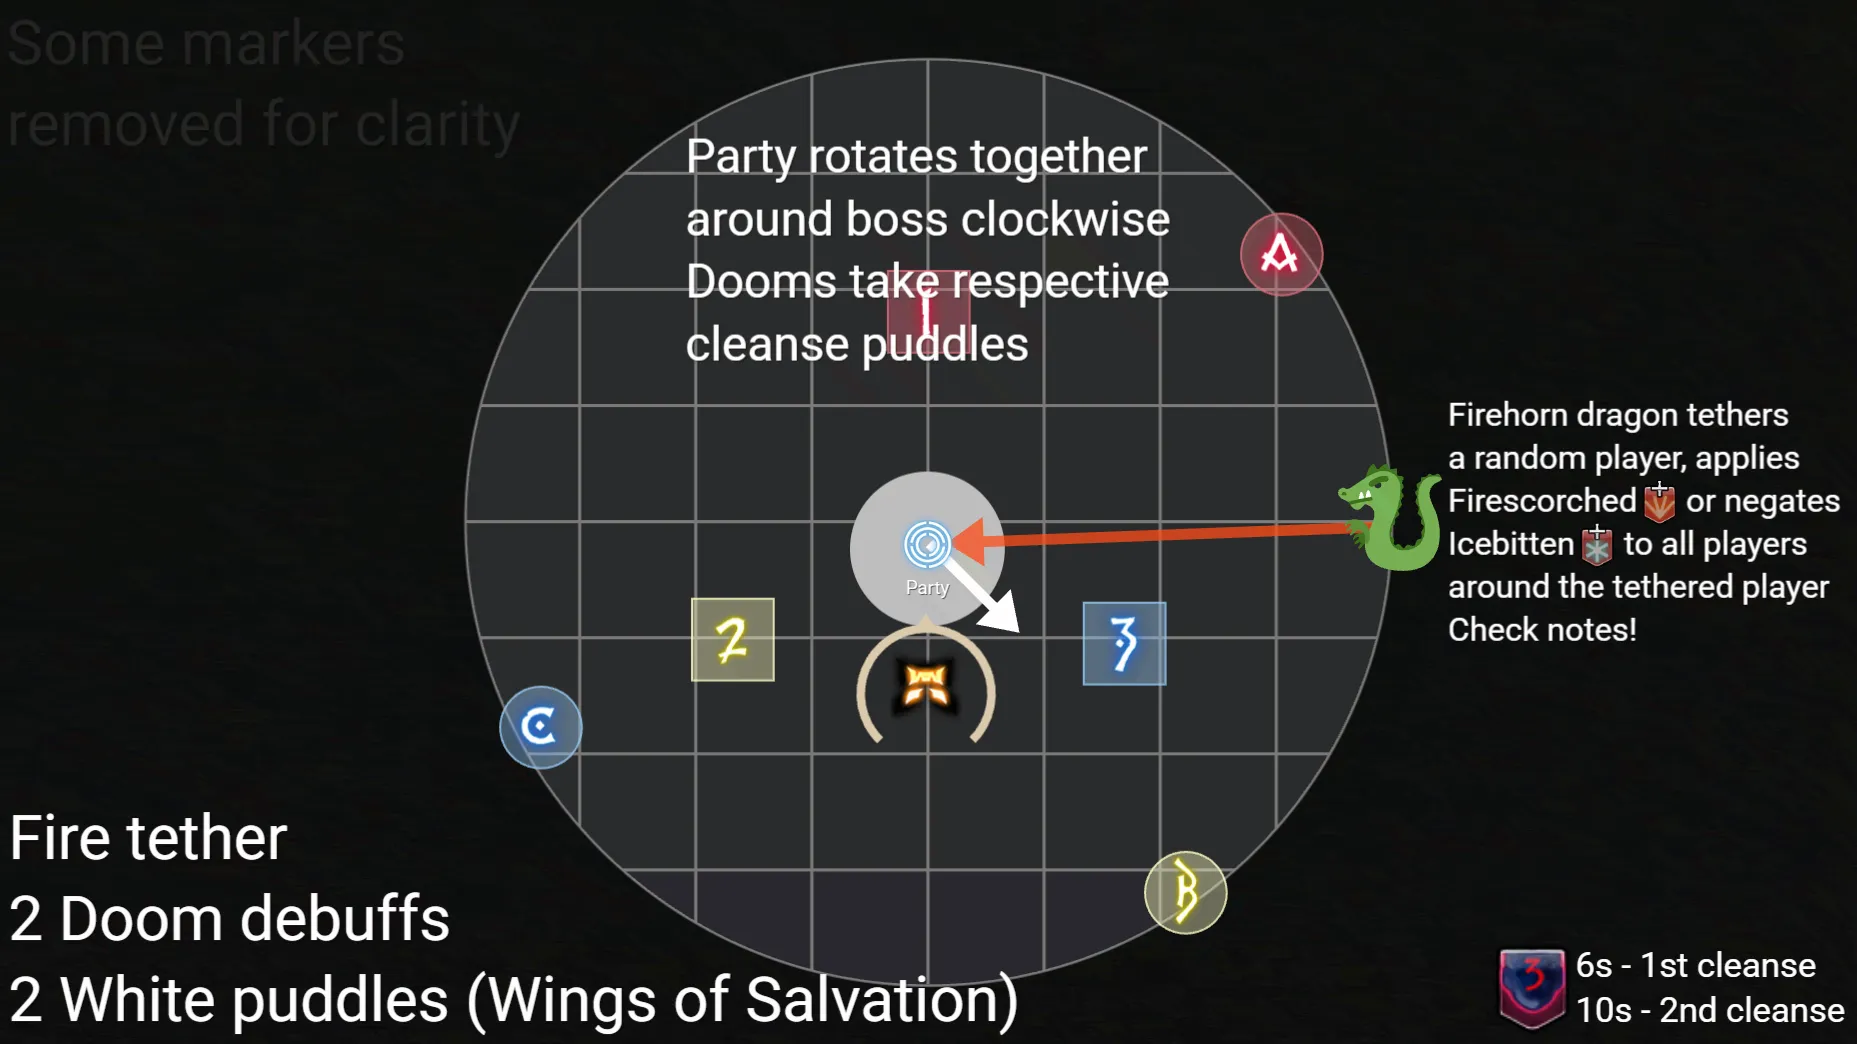 Some markers
removed for clarity
Party rotates together
around boss clockwise
Dooms take respective
cleanse puddles
A
1
Firehorn dragon tethers
a random player, applies
Firescorched or negates
Icebitten to all players
around the tethered player
Check notes!
Party
2
3
C
B
Fire tether
2 Doom debuffs
2 White puddles (Wings of Salvation)
3
6s - 1st cleanse
10s - 2nd cleanse